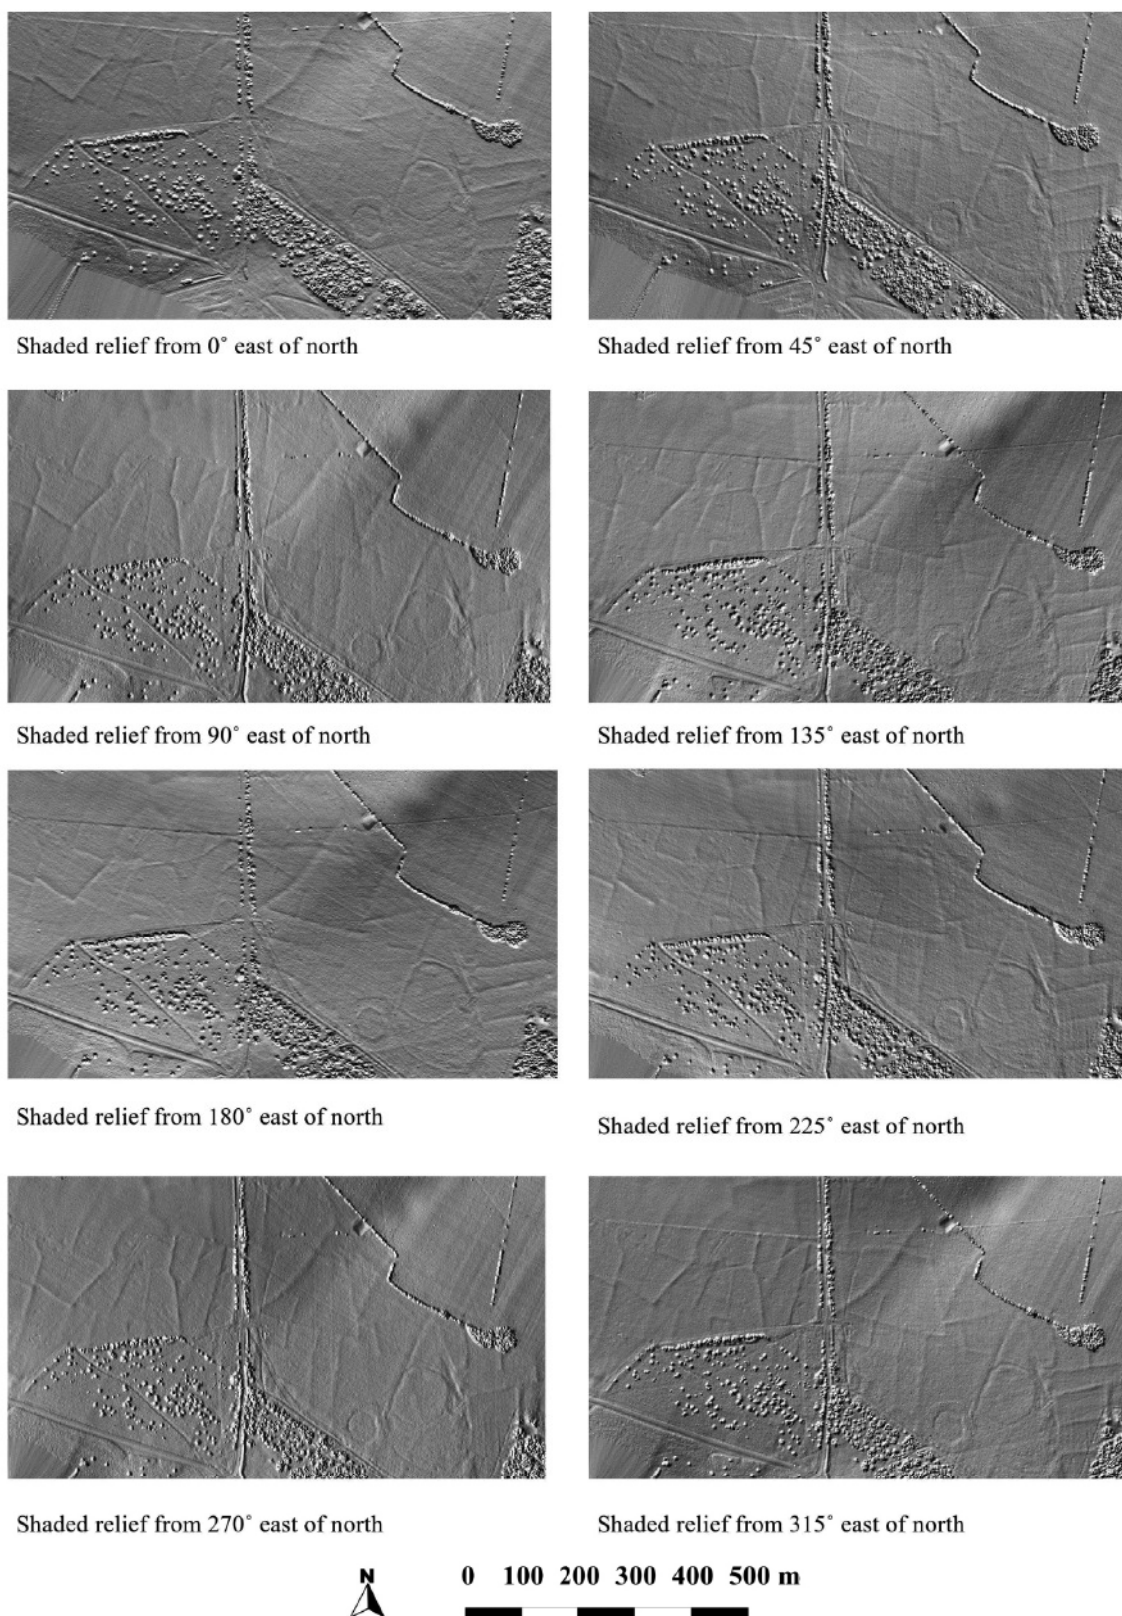 Shaded relief from 0˚ east of north
Shaded relief from 45˚ east of north
Shaded relief from 90˚ east of north
Shaded relief from 135˚ east of north
Shaded relief from 180˚ east of north
Shaded relief from 225˚ east of north
Shaded relief from 270˚ east of north
Shaded relief from 315˚ east of north
N
0 100 200 300 400 500 m